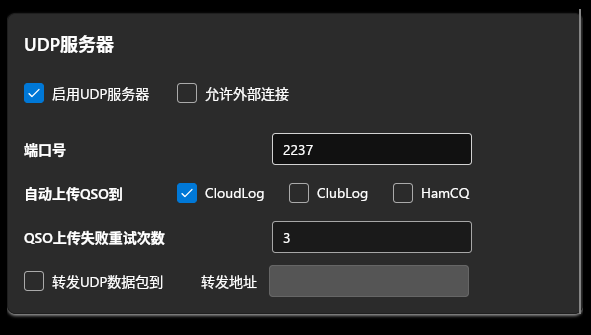 UDP服务器
启用UDP服务器 允许外部连接
端口号 2237
自动上传QSO到 CloudLog ClubLog HamCQ
QSO上传失败重试次数 3
转发UDP数据包到 转发地址